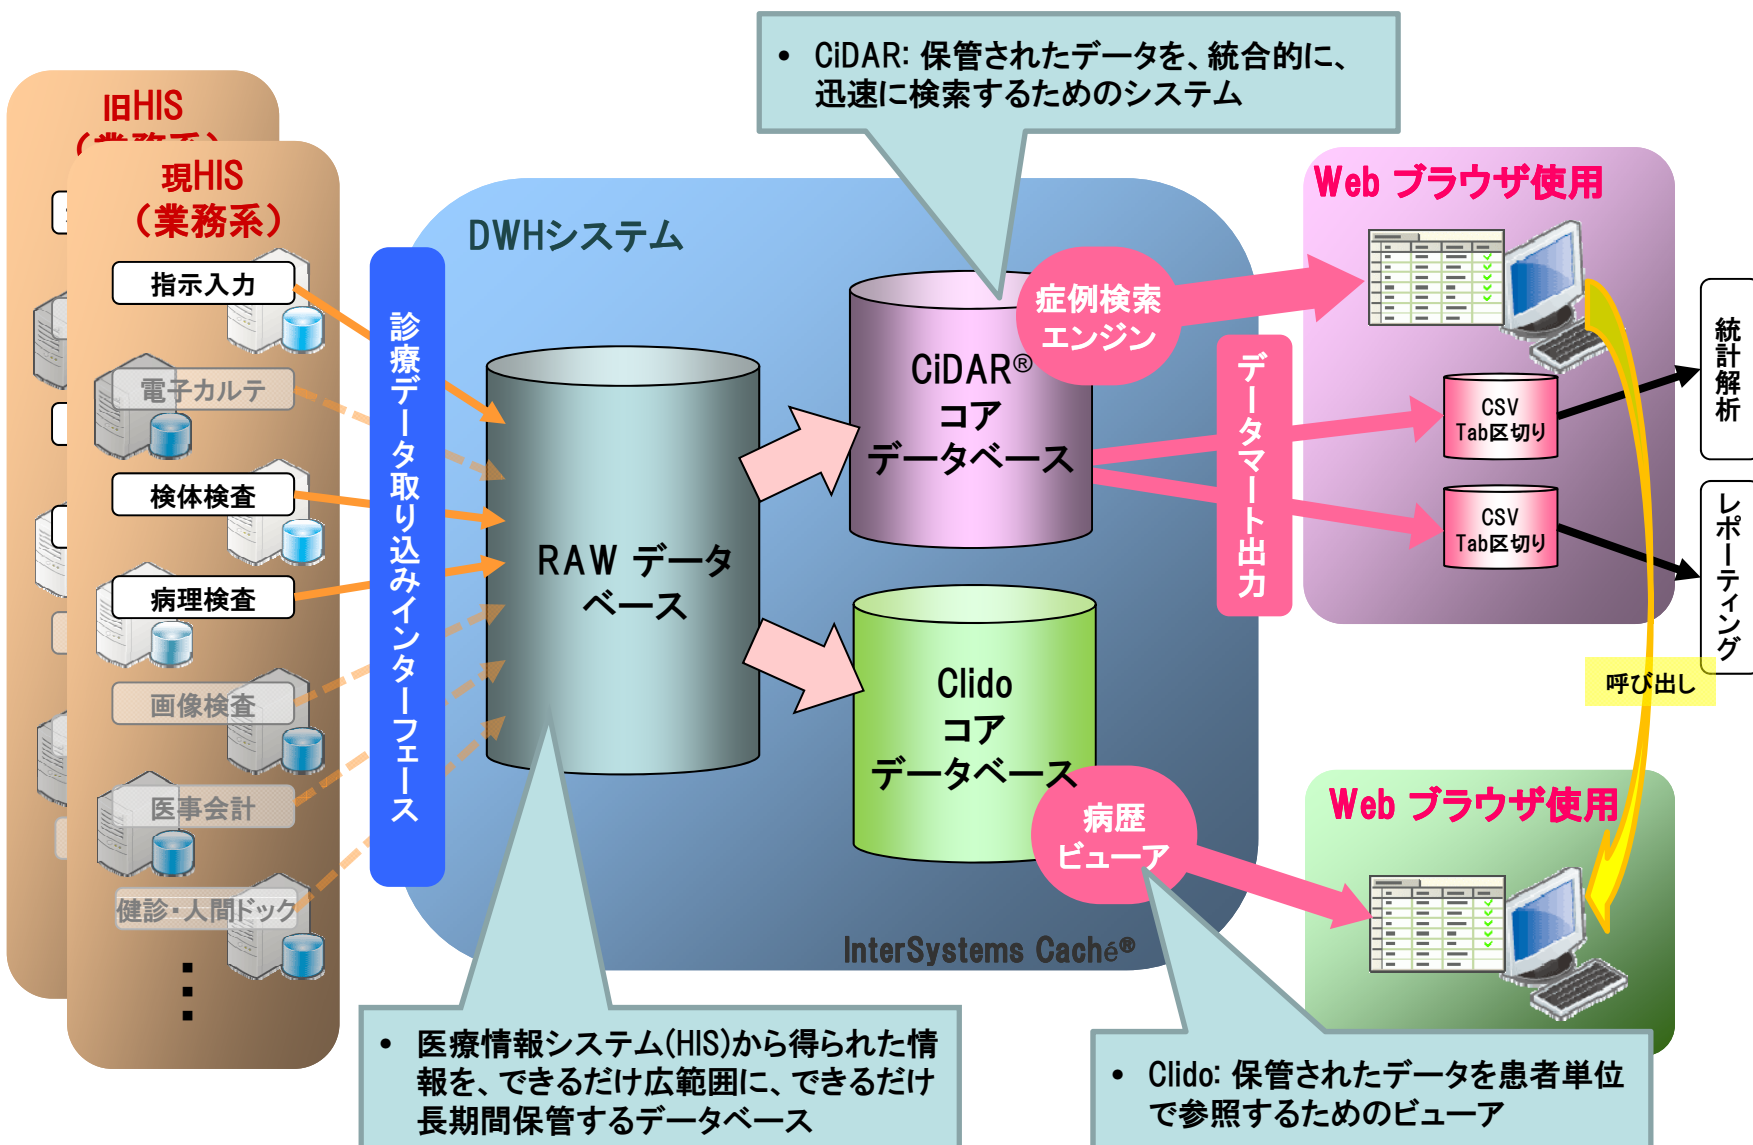 • CiDAR: 保管されたデータを、統合的に、
迅速に検索するためのシステム
旧HIS
(業務系)
現HIS
(業務系)
指示入力
電子カルテ
検体検査
病理検査
画像検査
医事会計
健診・人間ドック
診療データ取り込みインターフェース
DWHシステム
RAW データ
ベース
CiDAR®
コア
データベース
症例検索
エンジン
Clido
コア
データベース
病歴
ビューア
InterSystems Caché®
データマート出力
Web ブラウザ使用
CSV
Tab区切り
CSV
Tab区切り
統計解析
レポーティング
呼び出し
Web ブラウザ使用
• 医療情報システム(HIS)から得られた情
報を、できるだけ広範囲に、できるだけ
長期間保管するデータベース
• Clido: 保管されたデータを患者単位
で参照するためのビューア